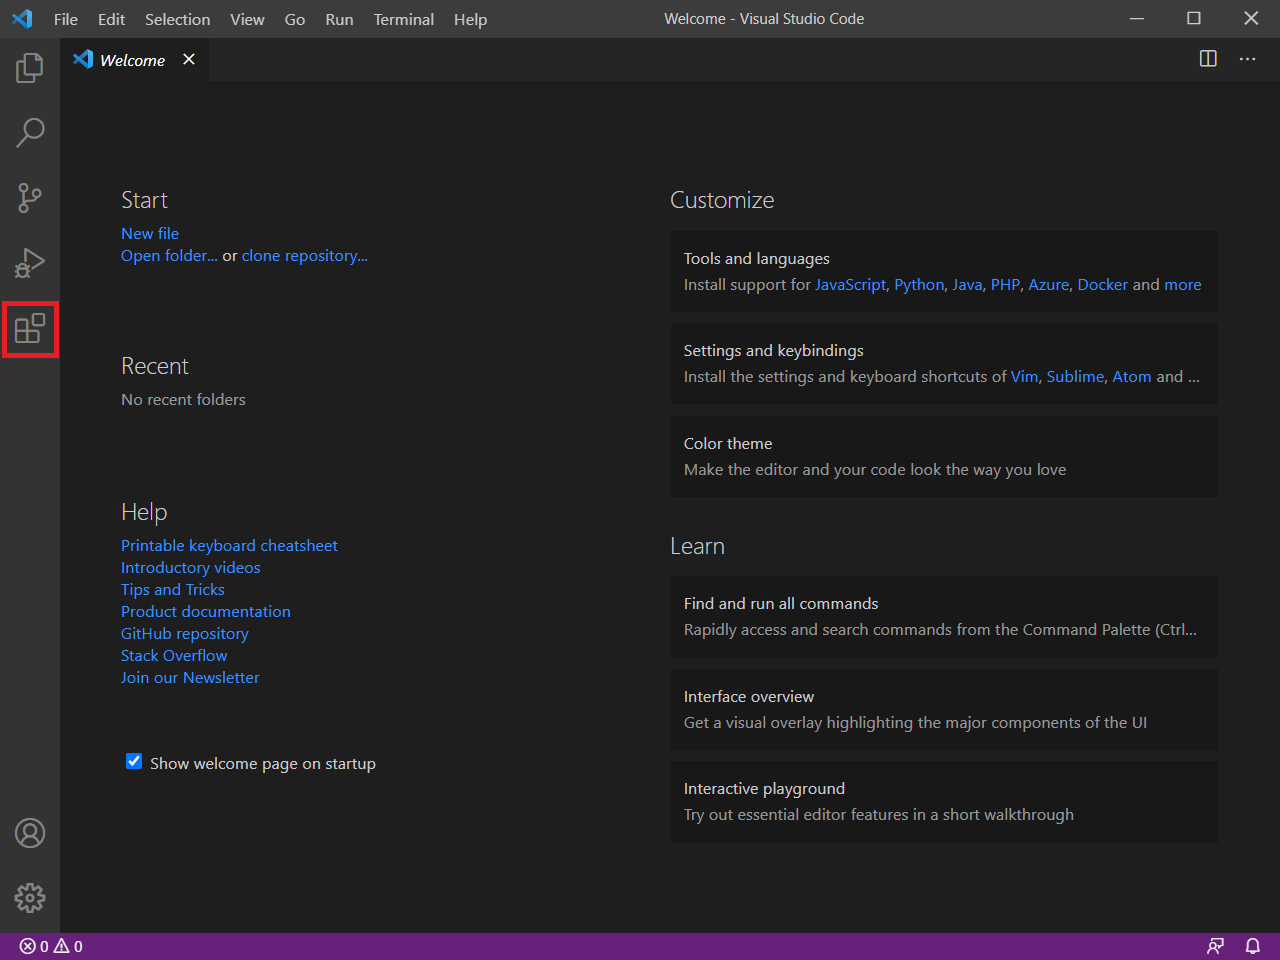 File Edit Selection View Go Run Terminal Help
Welcome - Visual Studio Code
Welcome
Start
New file
Open folder... or clone repository...
Recent
No recent folders
Help
Printable keyboard cheatsheet
Introductory videos
Tips and Tricks
Product documentation
GitHub repository
Stack Overflow
Join our Newsletter
Show welcome page on startup
Customize
Tools and languages
Install support for JavaScript, Python, Java, PHP, Azure, Docker and more
Settings and keybindings
Install the settings and keyboard shortcuts of Vim, Sublime, Atom and ...
Color theme
Make the editor and your code look the way you love
Learn
Find and run all commands
Rapidly access and search commands from the Command Palette (Ctrl...
Interface overview
Get a visual overlay highlighting the major components of the UI
Interactive playground
Try out essential editor features in a short walkthrough
0 0